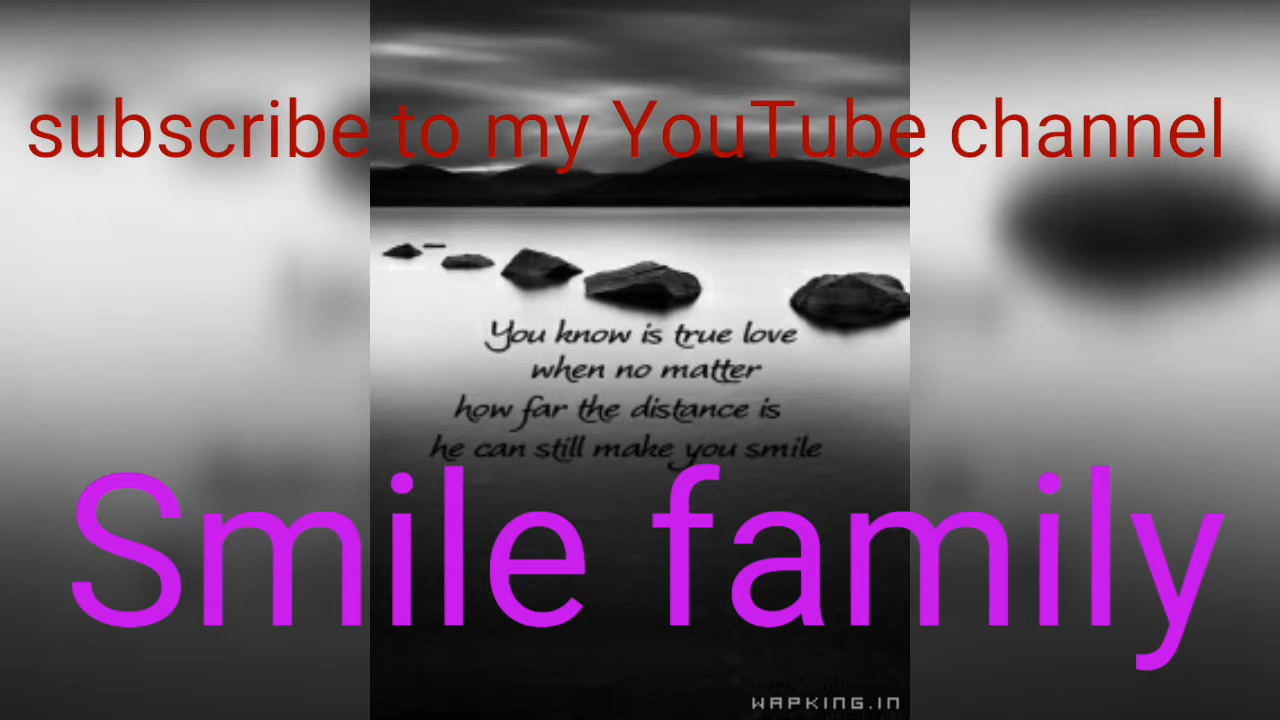 subscribe to my YouTube channel
You know is true love
when no matter
how far the distance is
he can still make you smile
Smile family
WAPKING.IN